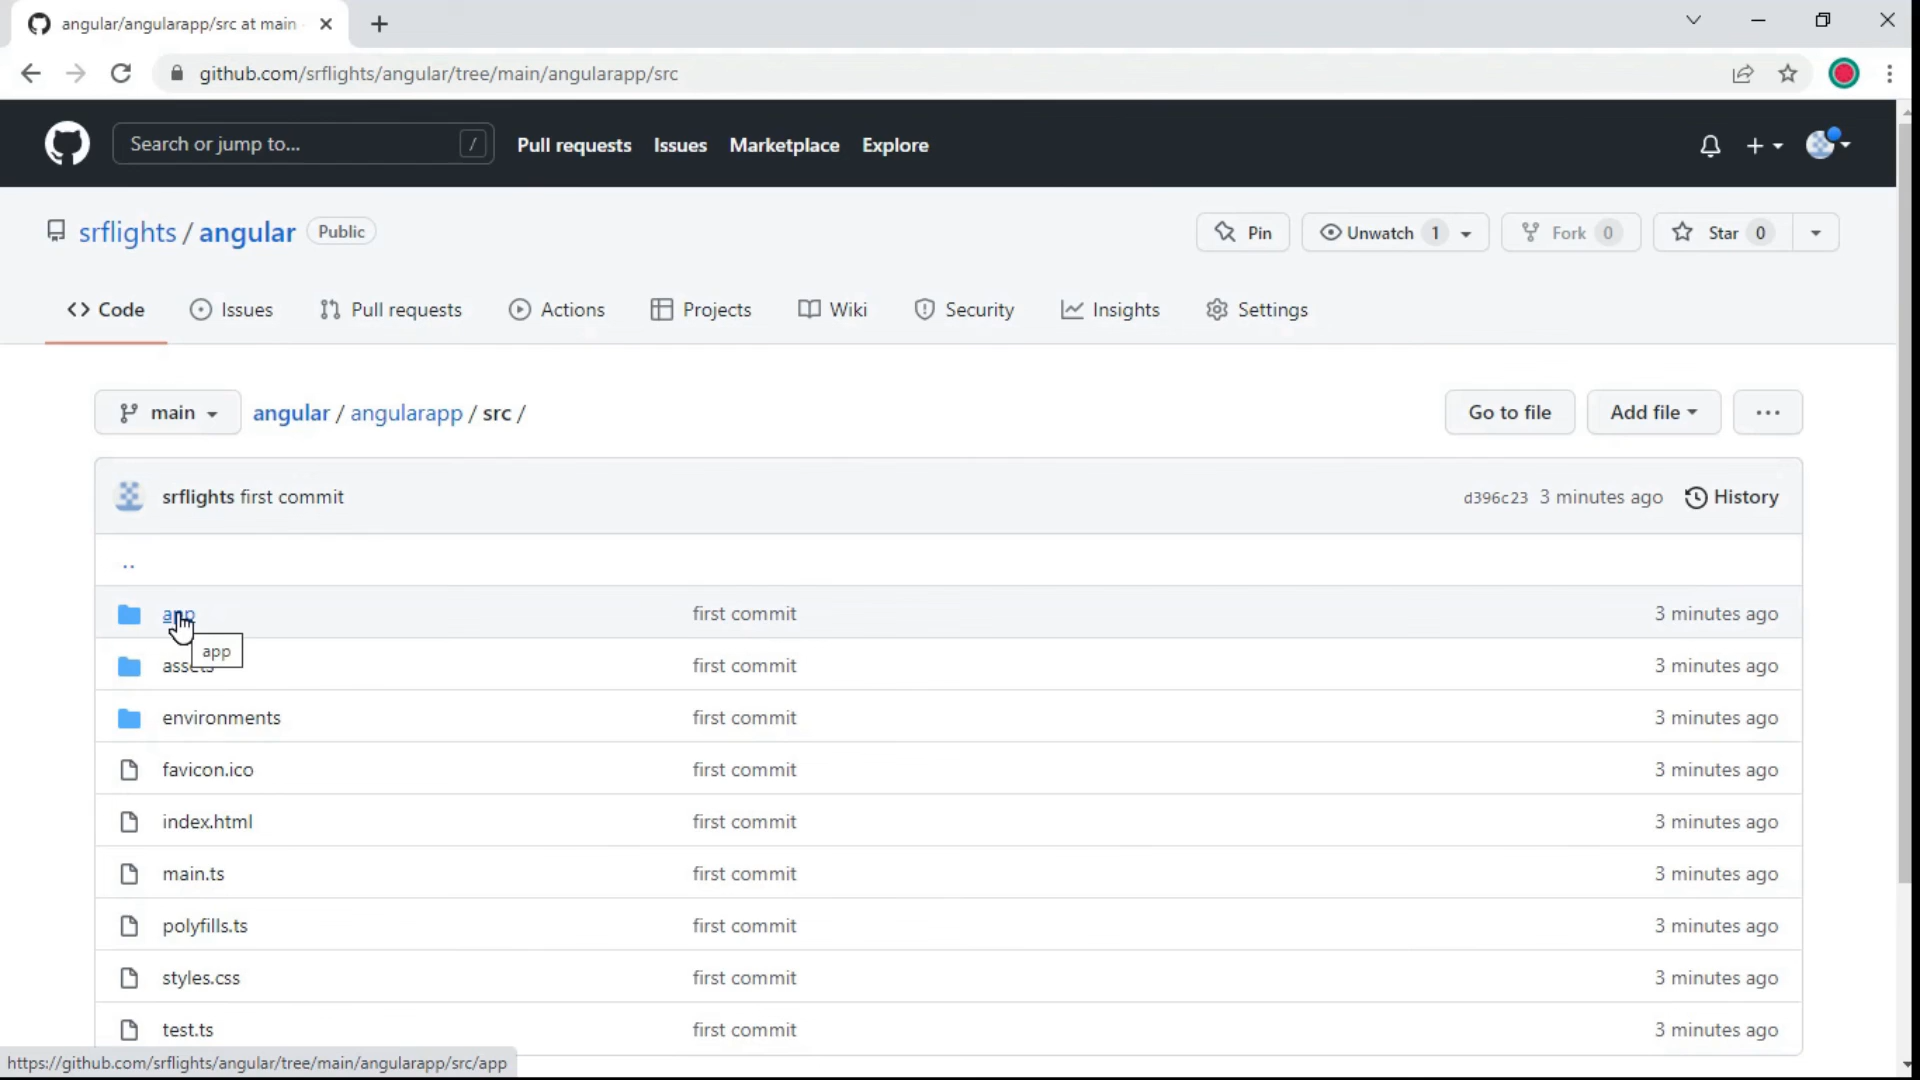 angular/angularapp/src at main
github.com/srflights/angular/tree/main/angularapp/src
Search or jump to... /
Pull requests Issues Marketplace Explore
srflights / angular Public
Pin Unwatch 1 Fork 0 Star 0
Code Issues Pull requests Actions Projects Wiki Security Insights Settings
main angular / angularapp / src / Go to file Add file ...
srflights first commit d396c23 3 minutes ago History
..
app first commit 3 minutes ago
app
assets first commit 3 minutes ago
environments first commit 3 minutes ago
favicon.ico first commit 3 minutes ago
index.html first commit 3 minutes ago
main.ts first commit 3 minutes ago
polyfills.ts first commit 3 minutes ago
styles.css first commit 3 minutes ago
test.ts first commit 3 minutes ago
https://github.com/srflights/angular/tree/main/angularapp/src/app